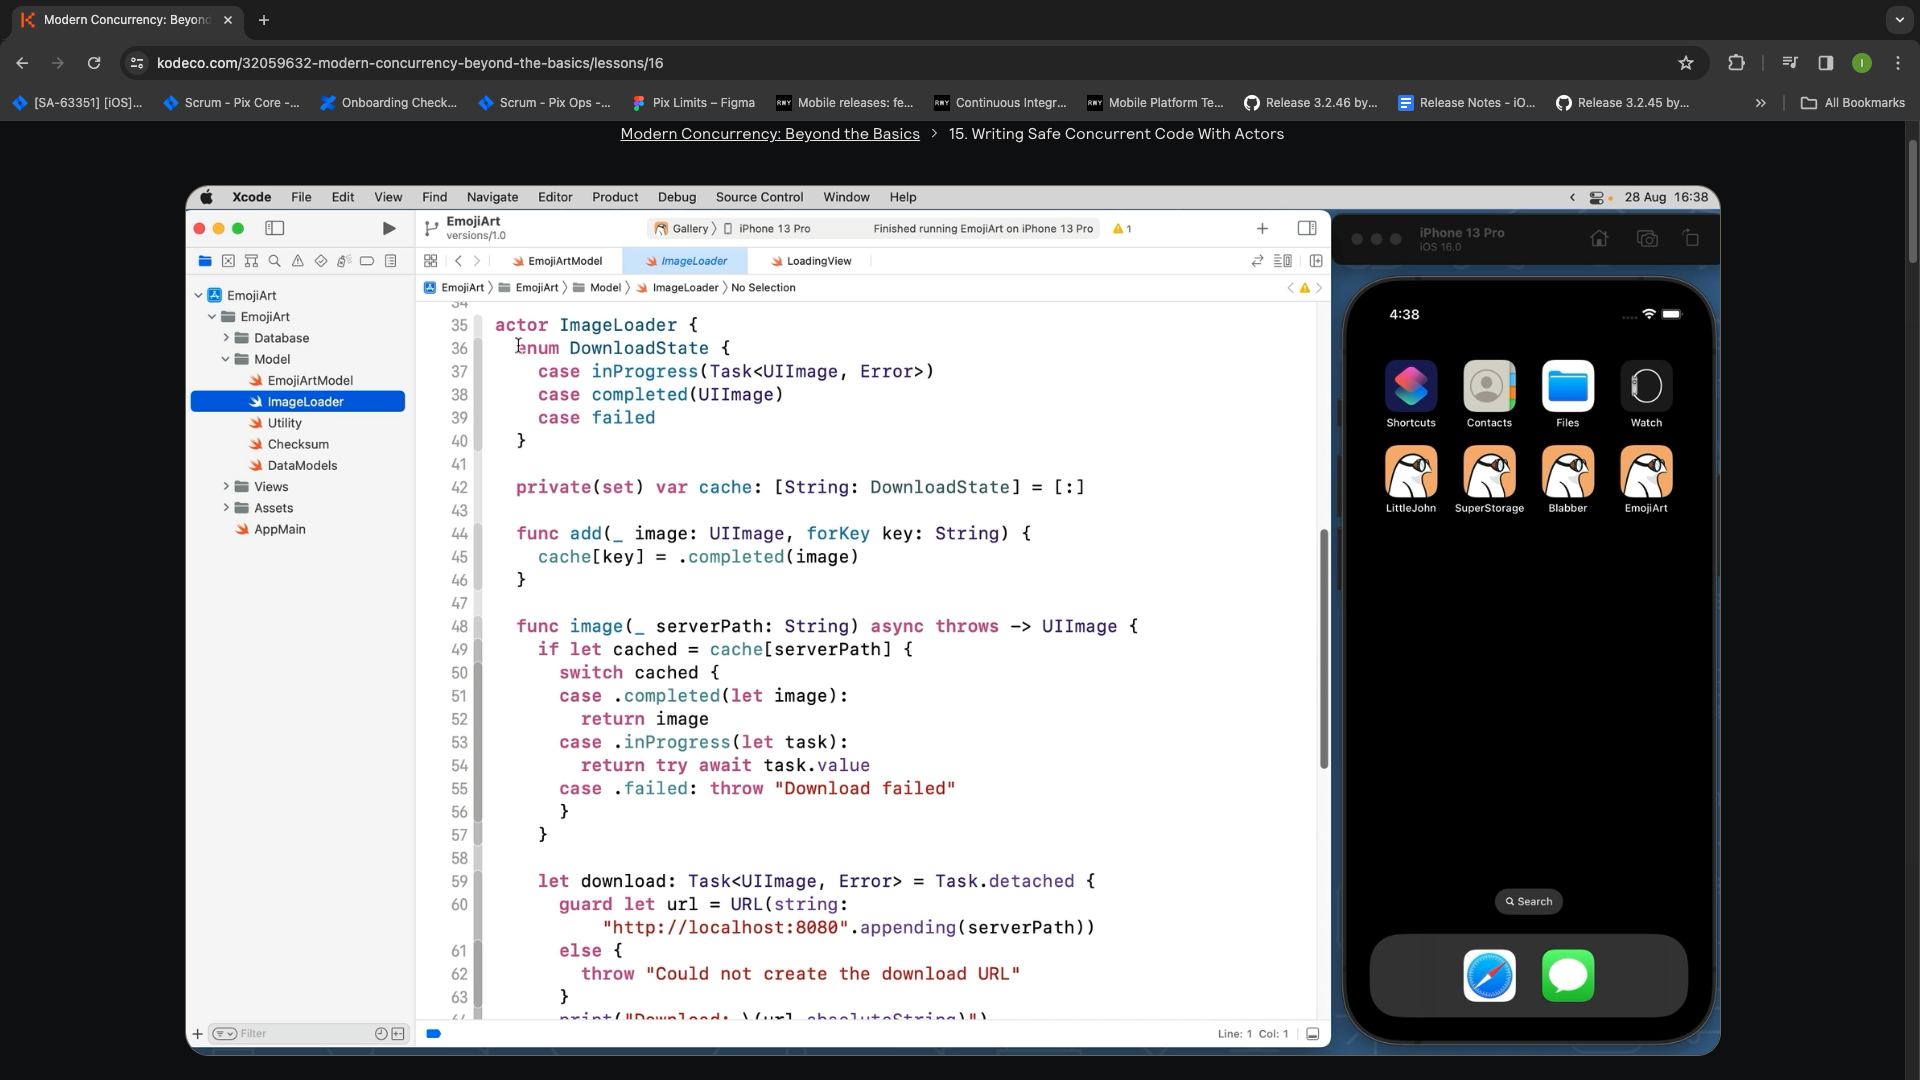 Modern Concurrency: Beyond
kodeco.com/32059632-modern-concurrency-beyond-the-basics/lessons/16
I
[SA-63351] [iOS]...
Scrum - Pix Core -...
Onboarding Check...
Scrum - Pix Ops -...
Pix Limits – Figma
Mobile releases: fe...
Continuous Integr...
Mobile Platform Te...
Release 3.2.46 by...
Release Notes - iO...
Release 3.2.45 by...
All Bookmarks
Modern Concurrency: Beyond the Basics > 15. Writing Safe Concurrent Code With Actors
Xcode File Edit View Find Navigate Editor Product Debug Source Control Window Help
28 Aug 16:38
EmojiArt
versions/1.0
Gallery
iPhone 13 Pro
Finished running EmojiArt on iPhone 13 Pro
1
iPhone 13 Pro
iOS 16.0
EmojiArtModel
ImageLoader
LoadingView
EmojiArt
EmojiArt
Model
ImageLoader
No Selection
EmojiArt
EmojiArt
Database
Model
EmojiArtModel
ImageLoader
Utility
Checksum
DataModels
Views
Assets
AppMain
Filter
34
35 actor ImageLoader {
36 enum DownloadState {
37 case inProgress(Task<UIImage, Error>)
38 case completed(UIImage)
39 case failed
40 }
41
42 private(set) var cache: [String: DownloadState] = [:]
43
44 func add(_ image: UIImage, forKey key: String) {
45 cache[key] = .completed(image)
46 }
47
48 func image(_ serverPath: String) async throws -> UIImage {
49 if let cached = cache[serverPath] {
50 switch cached {
51 case .completed(let image):
52 return image
53 case .inProgress(let task):
54 return try await task.value
55 case .failed: throw "Download failed"
56 }
57 }
58
59 let download: Task<UIImage, Error> = Task.detached {
60 guard let url = URL(string:
"http://localhost:8080".appending(serverPath))
61 else {
62 throw "Could not create the download URL"
63 }
64 print("Download: \(url.absoluteString)")
Line: 1 Col: 1
4:38
Shortcuts
Contacts
Files
Watch
LittleJohn
SuperStorage
Blabber
EmojiArt
Search